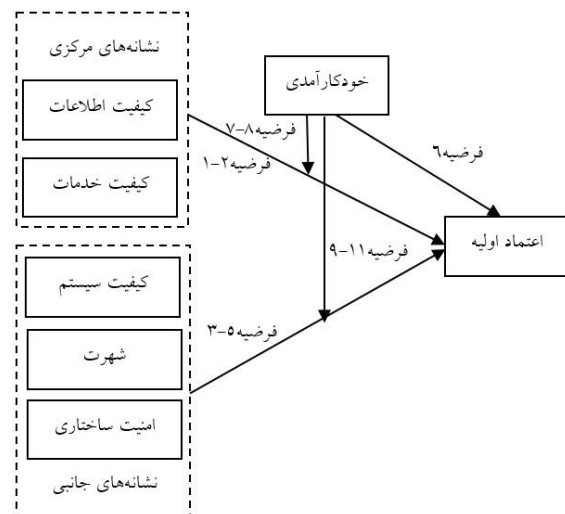 نشانه‌های مرکزی
کیفیت اطلاعات
کیفیت خدمات
خودکارآمدی
فرضیه۸-۷
فرضیه۲-۱
فرضیه۶
اعتماد اولیه
فرضیه۱۱-۹
فرضیه۵-۳
کیفیت سیستم
شهرت
امنیت ساختاری
نشانه‌های جانبی